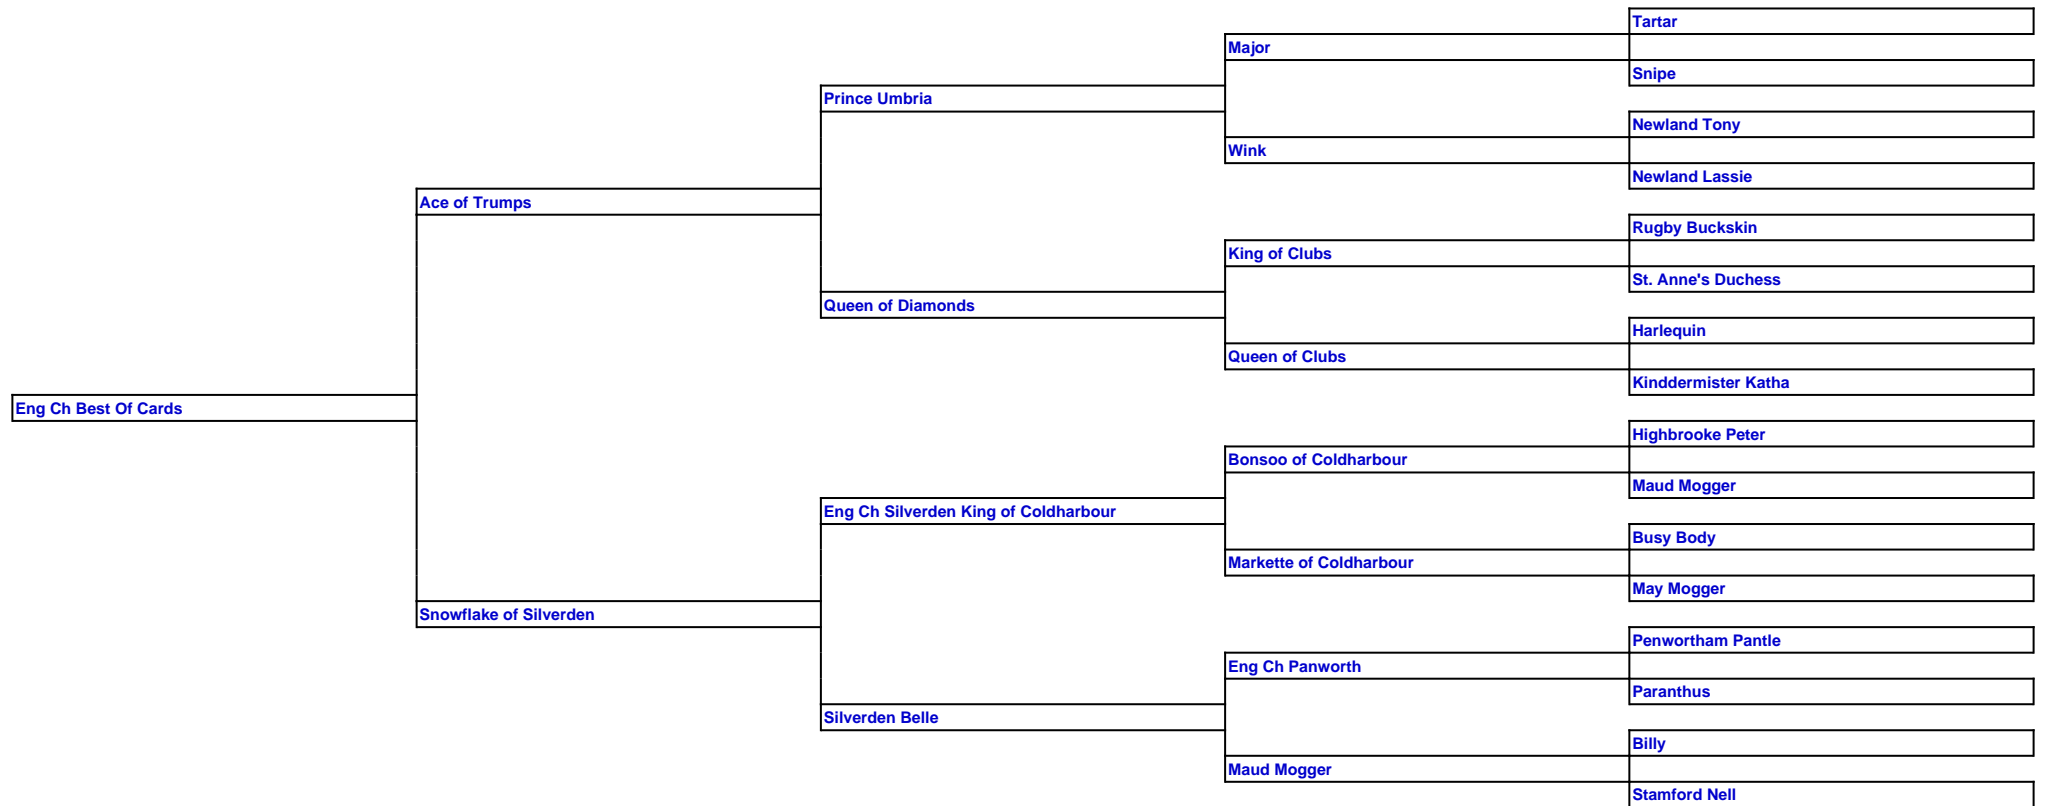 Tartar
Major
Snipe
Prince Umbria
Newland Tony
Wink
Newland Lassie
Ace of Trumps
Rugby Buckskin
King of Clubs
St. Anne's Duchess
Queen of Diamonds
Harlequin
Queen of Clubs
Kinddermister Katha
Eng Ch Best Of Cards
Highbrooke Peter
Bonsoo of Coldharbour
Maud Mogger
Eng Ch Silverden King of Coldharbour
Busy Body
Markette of Coldharbour
May Mogger
Snowflake of Silverden
Penwortham Pantle
Eng Ch Panworth
Paranthus
Silverden Belle
Billy
Maud Mogger
Stamford Nell